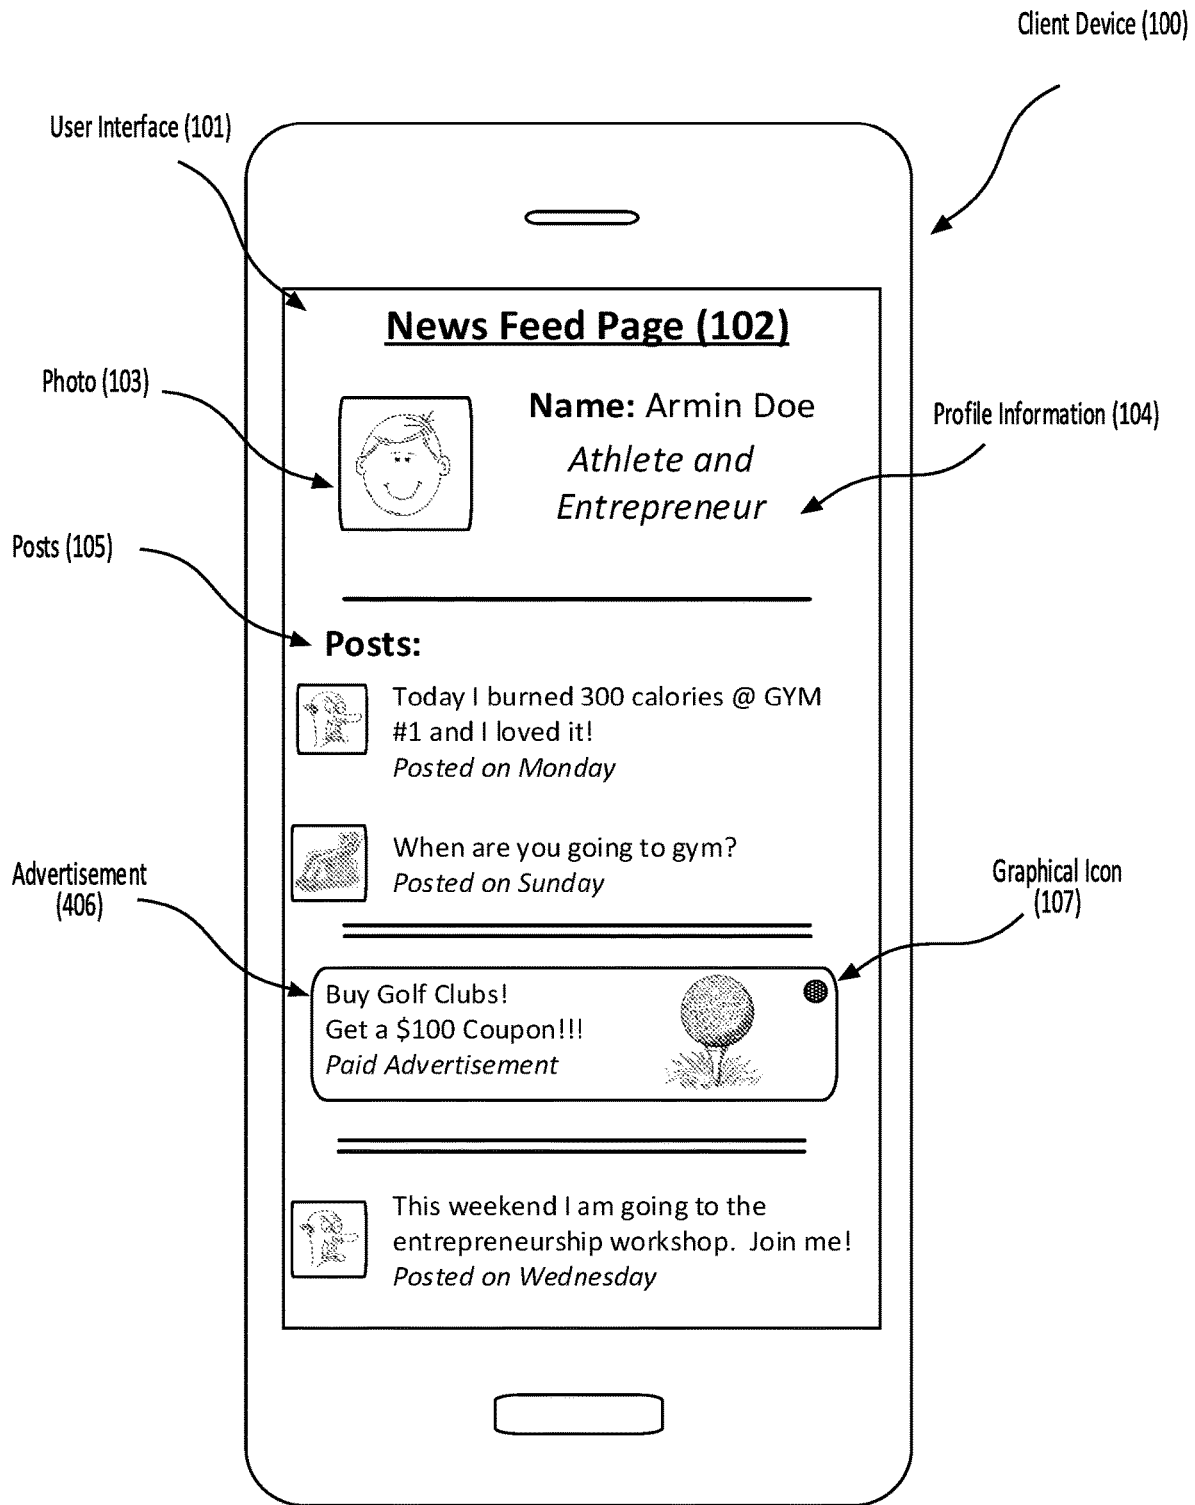 Client Device (100)
User Interface (101)
News Feed Page (102)
Photo (103)
Name: Armin Doe
Profile Information (104)
Athlete and
Entrepreneur
Posts (105)
Posts:
Today I burned 300 calories @ GYM
#1 and I loved it!
Posted on Monday
When are you going to gym?
Posted on Sunday
Advertisement
(406)
Graphical Icon
(107)
Buy Golf Clubs!
Get a $100 Coupon!!!
Paid Advertisement
This weekend I am going to the
entrepreneurship workshop.  Join me!
Posted on Wednesday